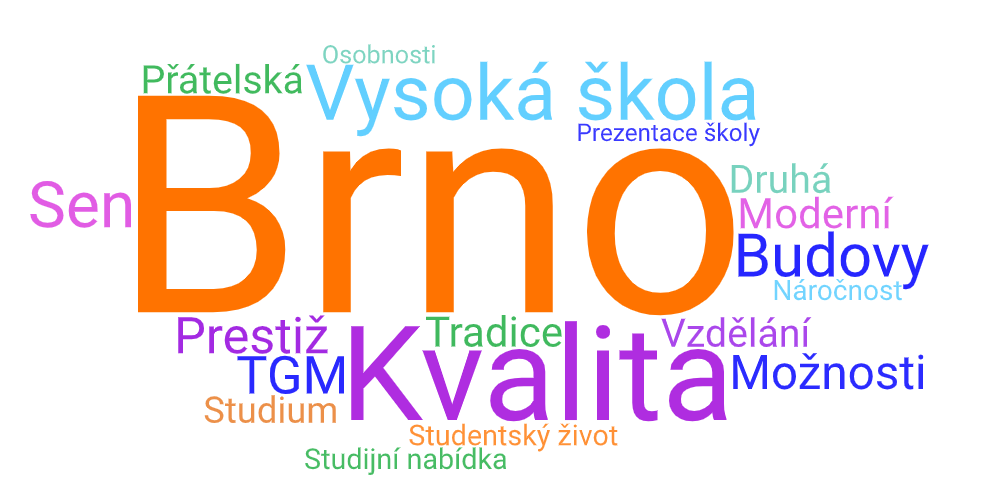 Osobnosti
Přátelská
Vysoká škola
Prezentace školy
Brno
Sen
Druhá
Moderní
Budovy
Náročnost
Prestiž
Tradice
Vzdělání
TGM
Kvalita
Možnosti
Studium
Studentský život
Studijní nabídka